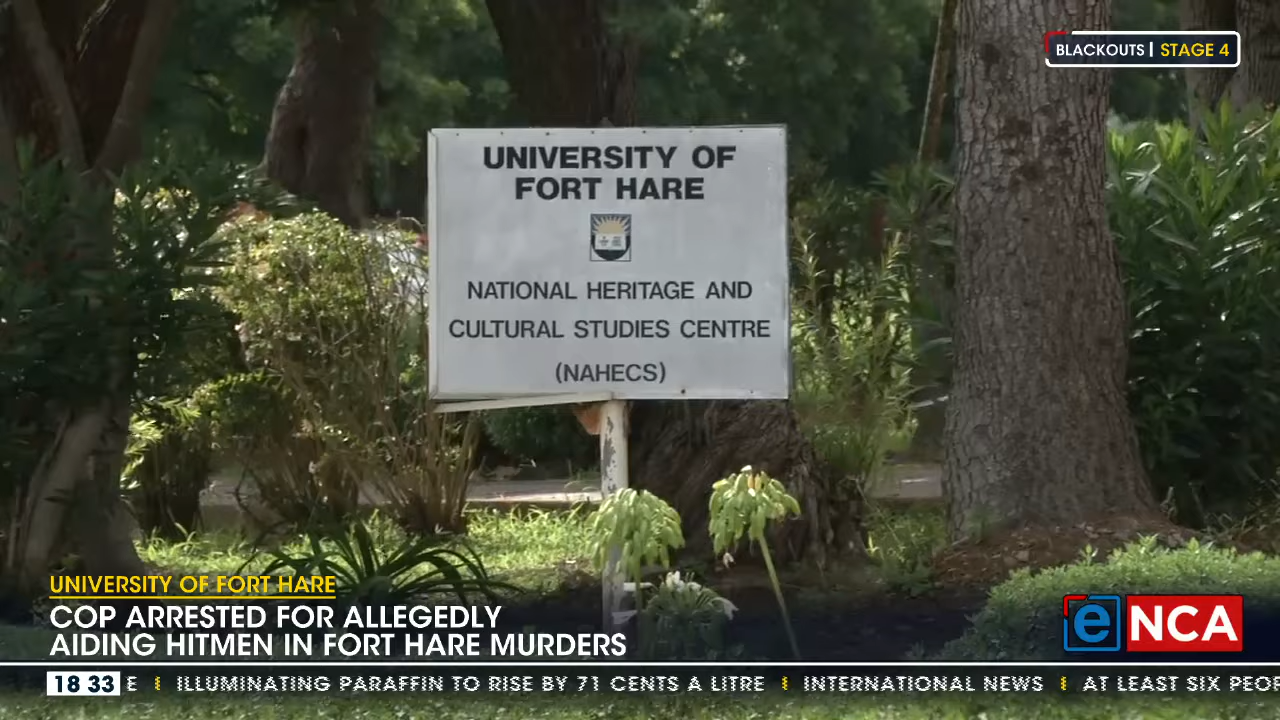 BLACKOUTS | STAGE 4
UNIVERSITY OF
FORT HARE
NATIONAL HERITAGE AND
CULTURAL STUDIES CENTRE
(NAHECS)
UNIVERSITY OF FORT HARE
COP ARRESTED FOR ALLEGEDLY
AIDING HITMEN IN FORT HARE MURDERS
eNCA
18 33 E ILLUMINATING PARAFFIN TO RISE BY 71 CENTS A LITRE INTERNATIONAL NEWS AT LEAST SIX